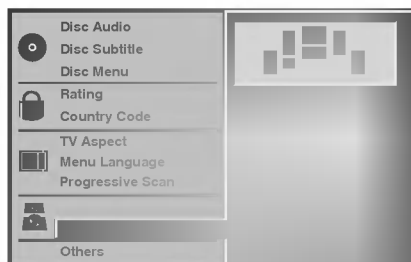 Disc Audio
Disc Subtitle
Disc Menu
Rating
Country Code
TV Aspect
Menu Language
Progressive Scan
Others